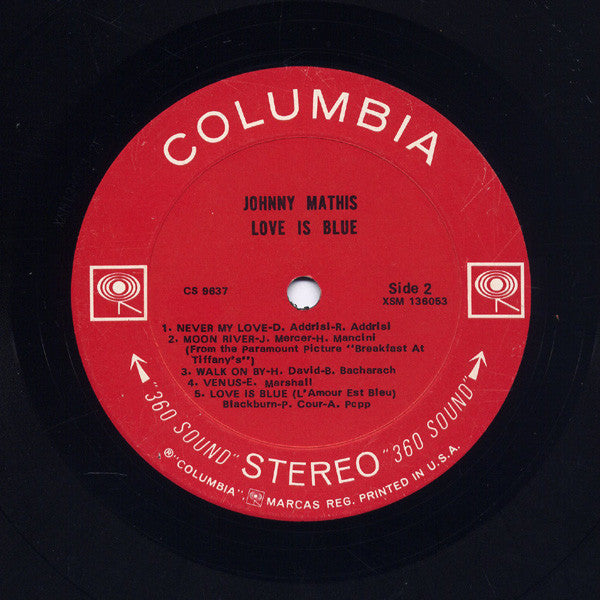 COLUMBIA
JOHNNY MATHIS
LOVE IS BLUE
CS 9637
Side 2
XSM 136053
1. NEVER MY LOVE-D. Addrisi-R. Addrisi
2. MOON RIVER-J. Mercer-H. Mancini
(From the Paramount Picture "Breakfast At
Tiffany's")
3. WALK ON BY-H. David-B. Bacharach
4. VENUS-E. Marshall
5. LOVE IS BLUE (L'Amour Est Bleu)
Blackburn-P. Cour-A. Popp
"360 SOUND" STEREO "360 SOUND"
℗"COLUMBIA", MARCAS REG. PRINTED IN U.S.A.